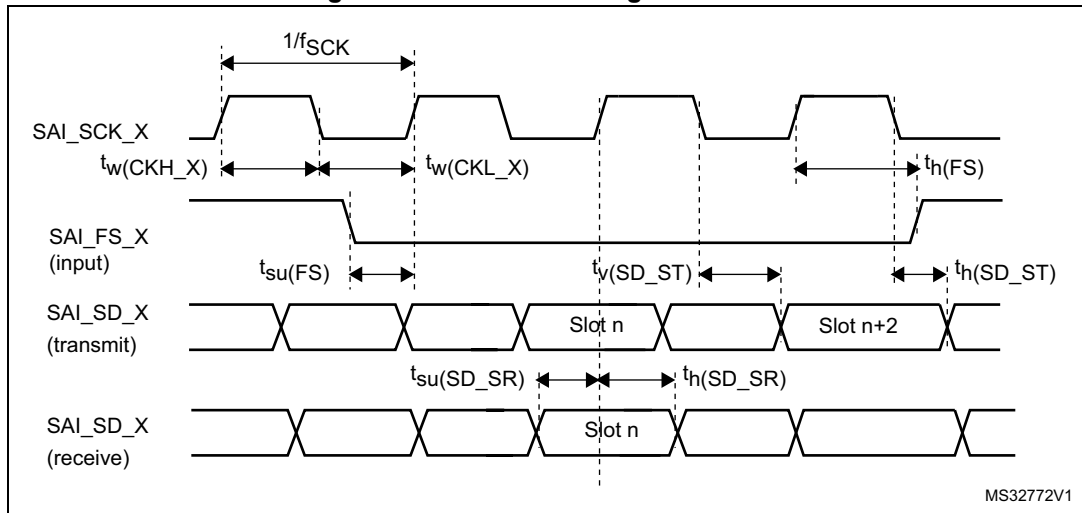 1/fSCK
SAI_SCK_X
tw(CKH_X)
tw(CKL_X)
th(FS)
SAI_FS_X
(input)
tsu(FS)
tv(SD_ST)
th(SD_ST)
SAI_SD_X
(transmit)
Slot n
Slot n+2
tsu(SD_SR)
th(SD_SR)
SAI_SD_X
(receive)
Slot n
MS32772V1